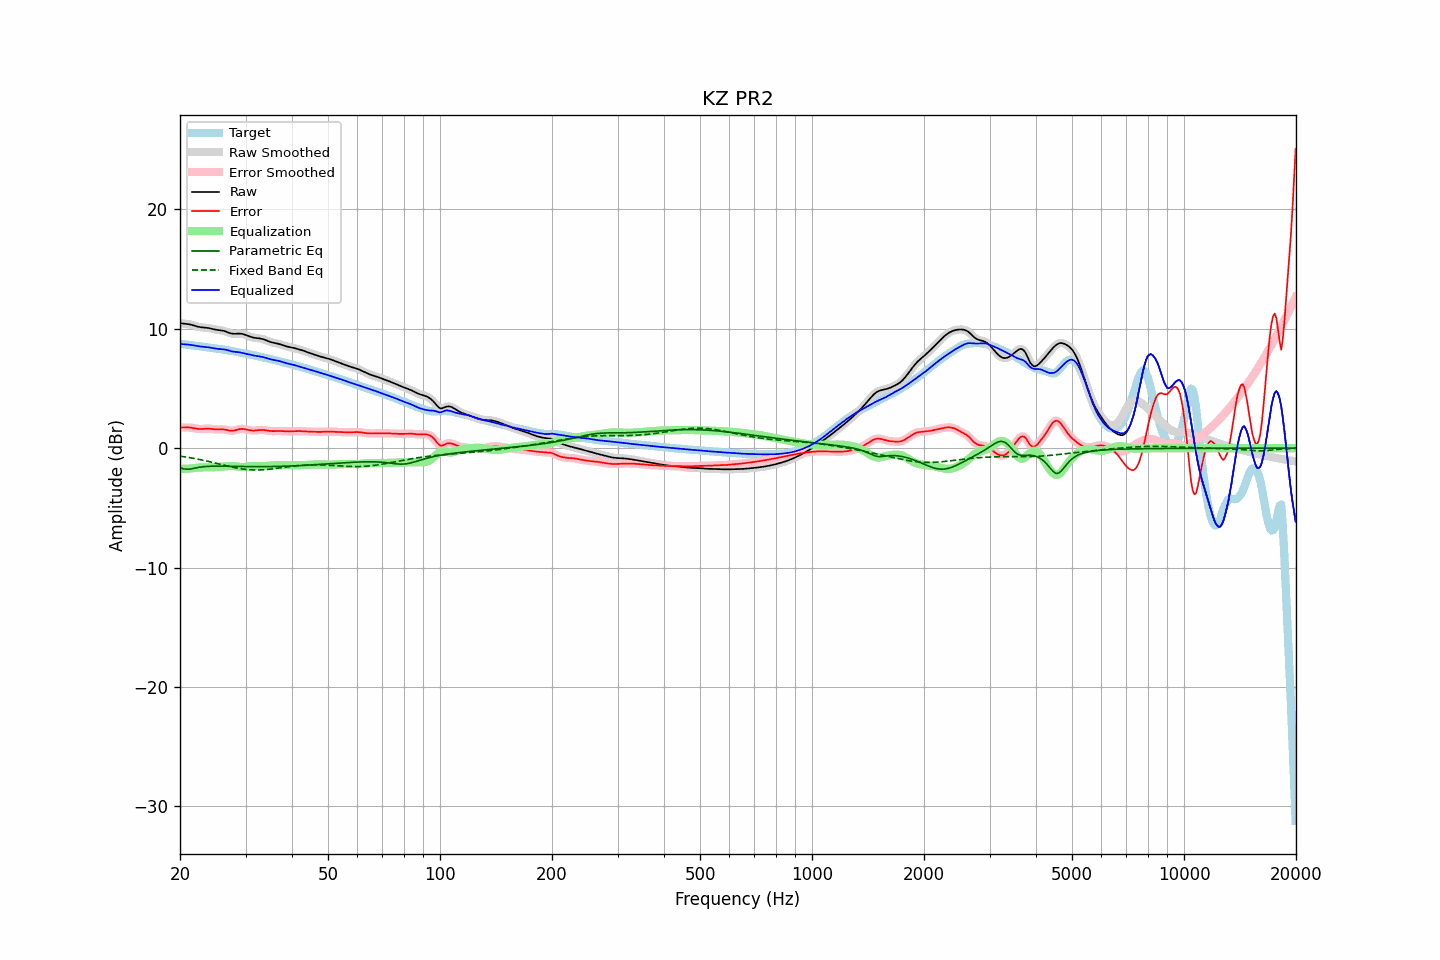 KZ PR2
Target
Raw Smoothed
Error Smoothed
Raw
Error
Equalization
Parametric Eq
Fixed Band Eq
Equalized
20
10
0
−10
−20
−30
Amplitude (dBr)
20 50 100 200 500 1000 2000 5000 10000 20000
Frequency (Hz)